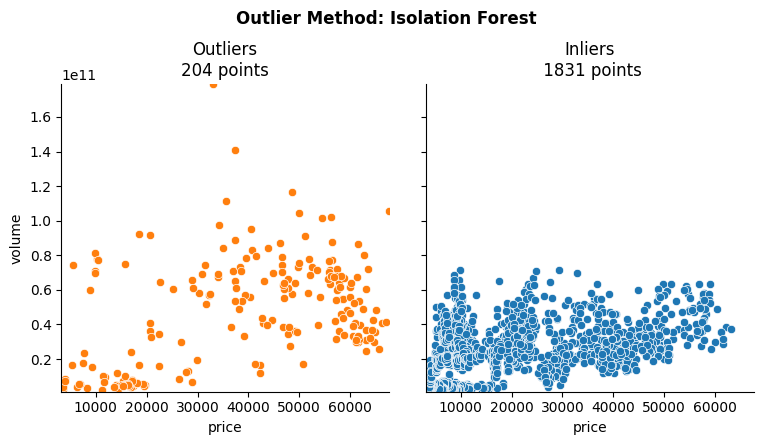 Outlier Method: Isolation Forest
Outliers
204 points
Inliers
1831 points
1e11
1.6
1.4
1.2
1.0
0.8
0.6
0.4
0.2
volume
10000 20000 30000 40000 50000 60000
10000 20000 30000 40000 50000 60000
price
price